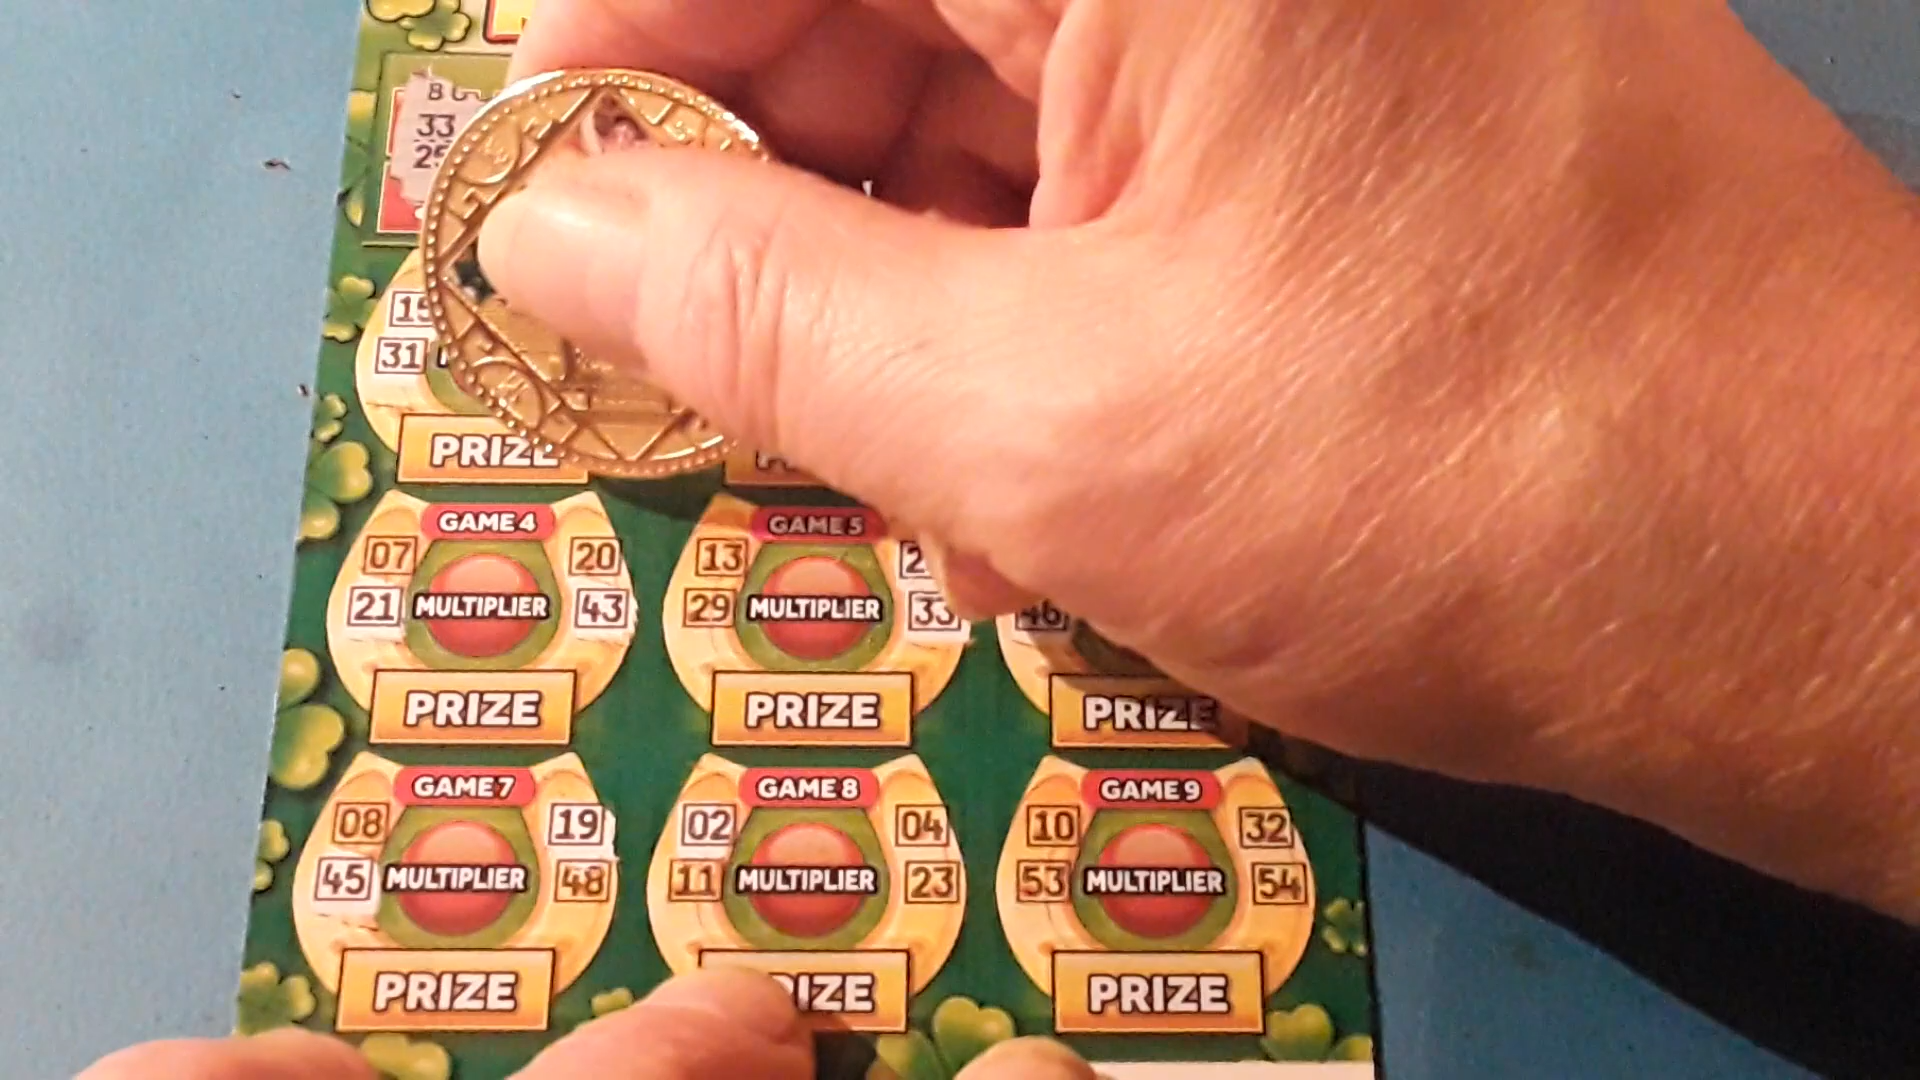 33
15
31
PRIZE
GAME 4 GAME 5
07 20 13
21 MULTIPLIER 43 29 MULTIPLIER 33 46
PRIZE PRIZE PRIZE
GAME 7 GAME 8 GAME 9
08 19 02 04 10 32
45 MULTIPLIER 48 11 MULTIPLIER 23 53 MULTIPLIER 54
PRIZE PRIZE PRIZE